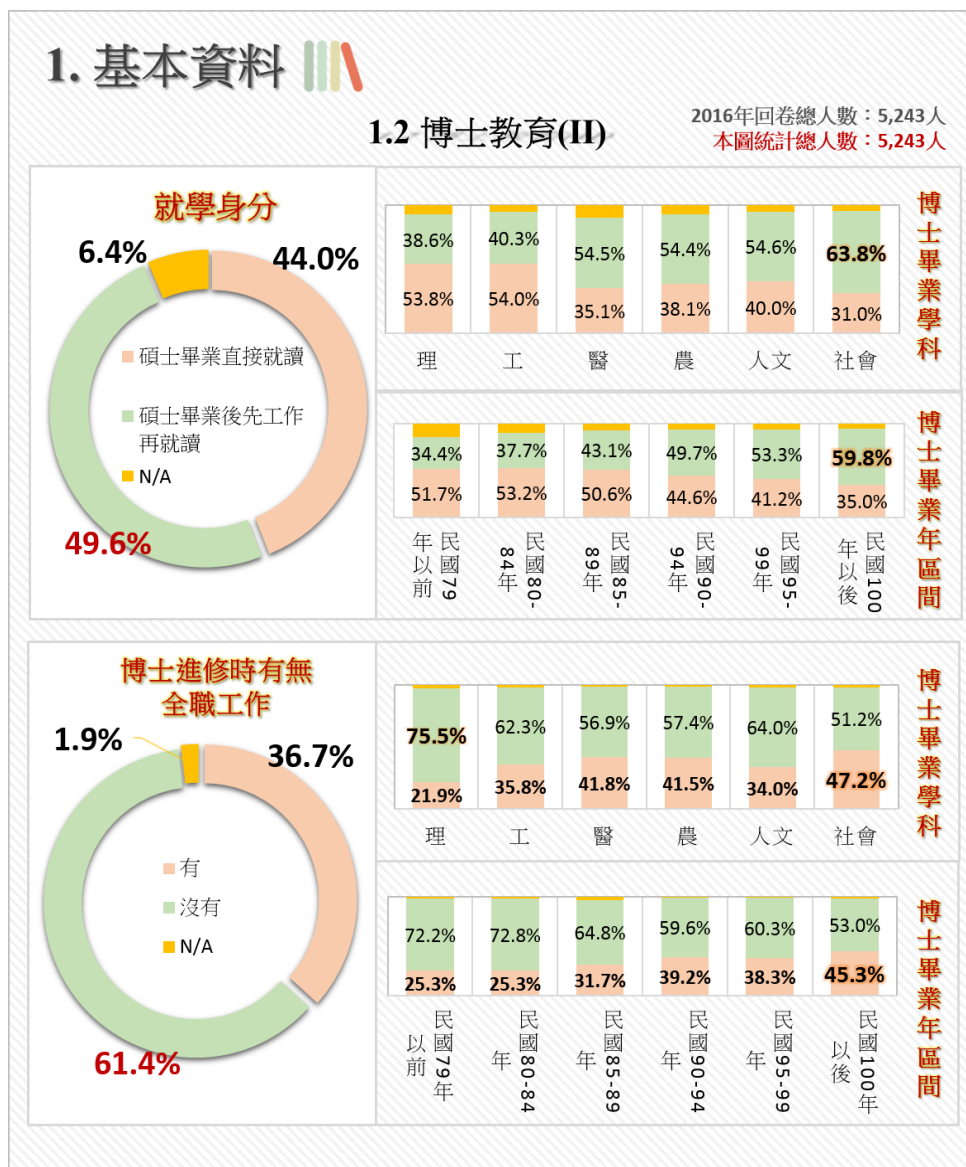 1. 基本資料
1.2 博士教育(II)
2016年回卷總人數：5,243人
本圖統計總人數：5,243人
就學身分
6.4%
44.0%
碩士畢業直接就讀
碩士畢業後先工作
再就讀
N/A
49.6%
38.6% 40.3% 54.5% 54.4% 54.6% 63.8%
53.8% 54.0% 35.1% 38.1% 40.0% 31.0%
理 工 醫 農 人文 社會
博士畢業學科
34.4% 37.7% 43.1% 49.7% 53.3% 59.8%
51.7% 53.2% 50.6% 44.6% 41.2% 35.0%
民國79
年以前
民國80-
84年
民國85-
89年
民國90-
94年
民國95-
99年
民國100
年以後
博士畢業年區間
博士進修時有無
全職工作
1.9%
36.7%
有
沒有
N/A
61.4%
75.5% 62.3% 56.9% 57.4% 64.0% 51.2%
21.9% 35.8% 41.8% 41.5% 34.0% 47.2%
理 工 醫 農 人文 社會
博士畢業學科
72.2% 72.8% 64.8% 59.6% 60.3% 53.0%
25.3% 25.3% 31.7% 39.2% 38.3% 45.3%
民國79年
以前
民國80-84
年
民國85-89
年
民國90-94
年
民國95-99
年
民國100年
以後
博士畢業年區間